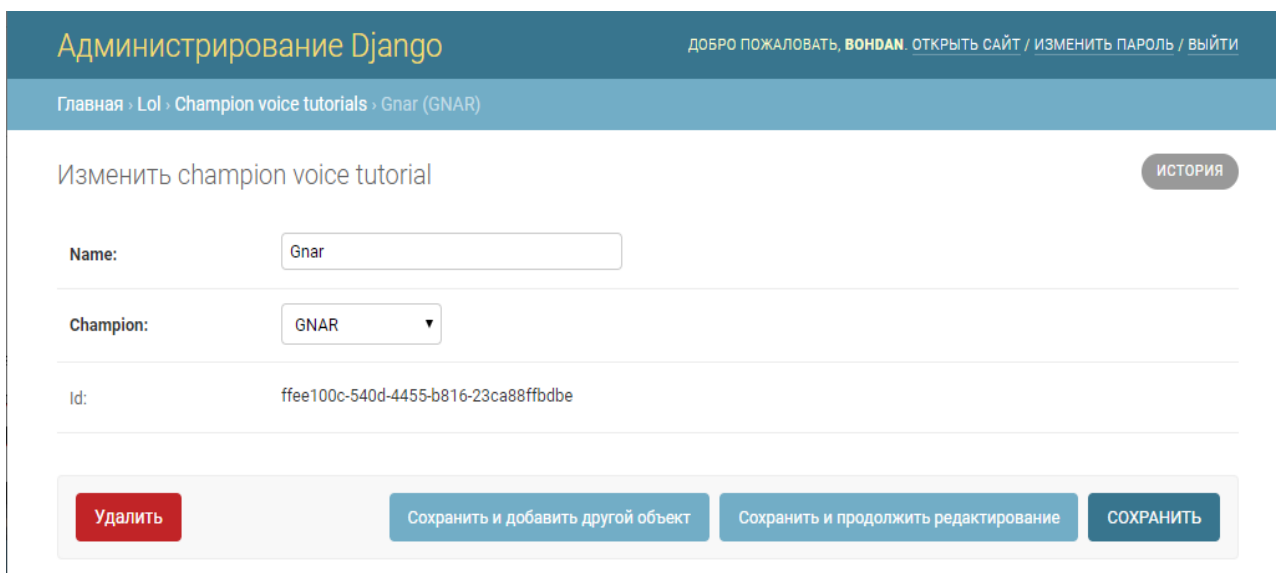 Администрирование Django
ДОБРО ПОЖАЛОВАТЬ, BOHDAN. ОТКРЫТЬ САЙТ / ИЗМЕНИТЬ ПАРОЛЬ / ВЫЙТИ
Главная › Lol › Champion voice tutorials › Gnar (GNAR)
Изменить champion voice tutorial
ИСТОРИЯ
Name: Gnar
Champion: GNAR
Id: ffee100c-540d-4455-b816-23ca88ffbdbe
Удалить Сохранить и добавить другой объект Сохранить и продолжить редактирование СОХРАНИТЬ